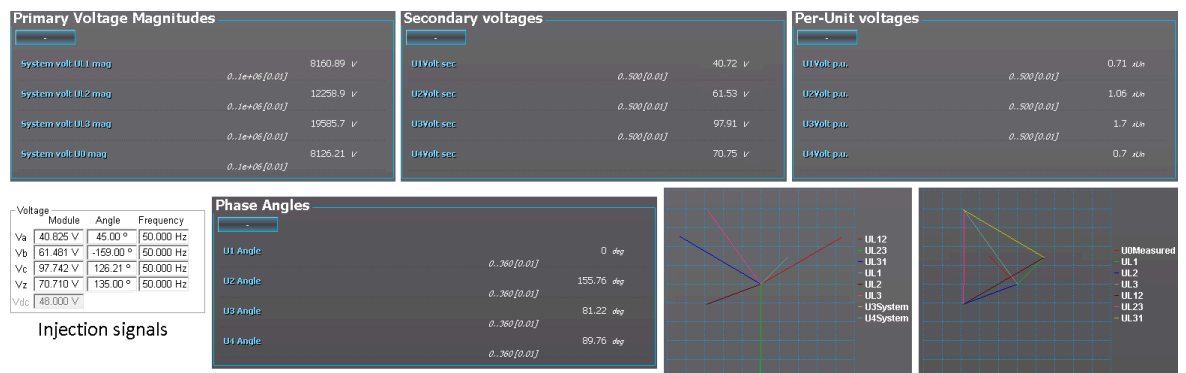 Primary Voltage Magnitudes
-
System volt UL1 mag 8160.89 V
0..1e+06 [0.01]
System volt UL2 mag 12258.9 V
0..1e+06 [0.01]
System volt UL3 mag 19585.7 V
0..1e+06 [0.01]
System volt U0 mag 8126.21 V
0..1e+06 [0.01]
Secondary voltages
-
U1Volt sec 40.72 V
0..500 [0.01]
U2Volt sec 61.53 V
0..500 [0.01]
U3Volt sec 97.91 V
0..500 [0.01]
U4Volt sec 70.75 V
Per-Unit voltages
-
U1Volt p.u. 0.71 xUn
0..500 [0.01]
U2Volt p.u. 1.06 xUn
0..500 [0.01]
U3Volt p.u. 1.7 xUn
0..500 [0.01]
U4Volt p.u. 0.7 xUn
Voltage
Module Angle Frequency
Va 40.825 V 45.00 º 50.000 Hz
Vb 61.481 V -159.00 º 50.000 Hz
Vc 97.742 V 126.21 º 50.000 Hz
Vz 70.710 V 135.00 º 50.000 Hz
Vdc 48.000 V
Injection signals
Phase Angles
-
U1 Angle 0 deg
0..360 [0.01]
U2 Angle 155.76 deg
0..360 [0.01]
U3 Angle 81.22 deg
0..360 [0.01]
U4 Angle 89.76 deg
0..360 [0.01]
UL12
UL23
UL31
UL1
UL2
UL3
U3System
U4System
U0Measured
UL1
UL2
UL3
UL12
UL23
UL31